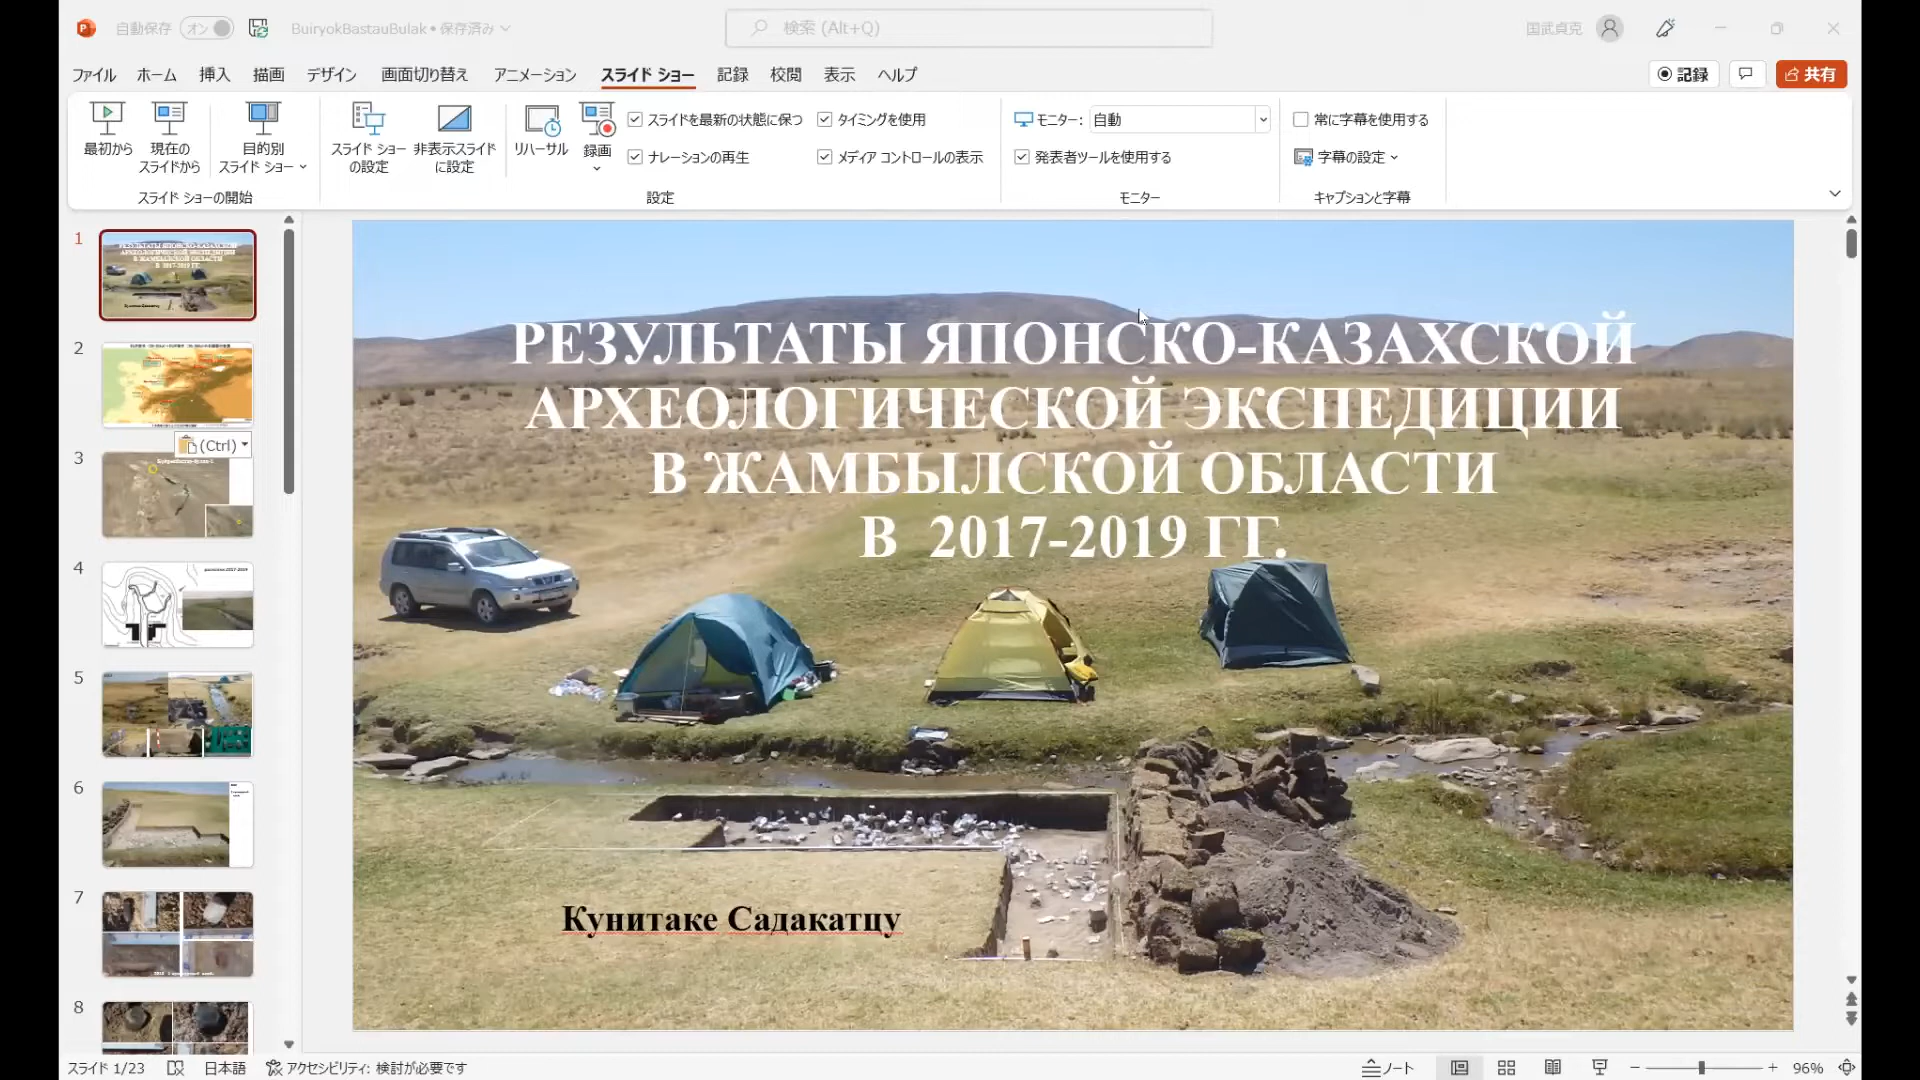 自動保存 オン BuiryokBastauBulak • 保存済み 検索 (Alt+Q) 国武貞克
ファイル ホーム 挿入 描画 デザイン 画面切り替え アニメーション スライド ショー 記録 校閲 表示 ヘルプ 記録 共有
最初から
現在の
スライドから
目的別
スライド ショー
スライド ショーの開始
スライド ショー
の設定
非表示スライド
に設定
リハーサル
録画
スライドを最新の状態に保つ タイミングを使用
ナレーションの再生 メディア コントロールの表示
設定
モニター: 自動
発表者ツールを使用する
モニター
常に字幕を使用する
字幕の設定
キャプションと字幕
1
2
(Ctrl)
3
4
5
6
7
8
РЕЗУЛЬТАТЫ ЯПОНСКО-КАЗАХСКОЙ
АРХЕОЛОГИЧЕСКОЙ ЭКСПЕДИЦИИ
В ЖАМБЫЛСКОЙ ОБЛАСТИ
В 2017-2019 ГГ.
Кунитаке Садакатцу
スライド 1/23 日本語 アクセシビリティ: 検討が必要です ノート 96%